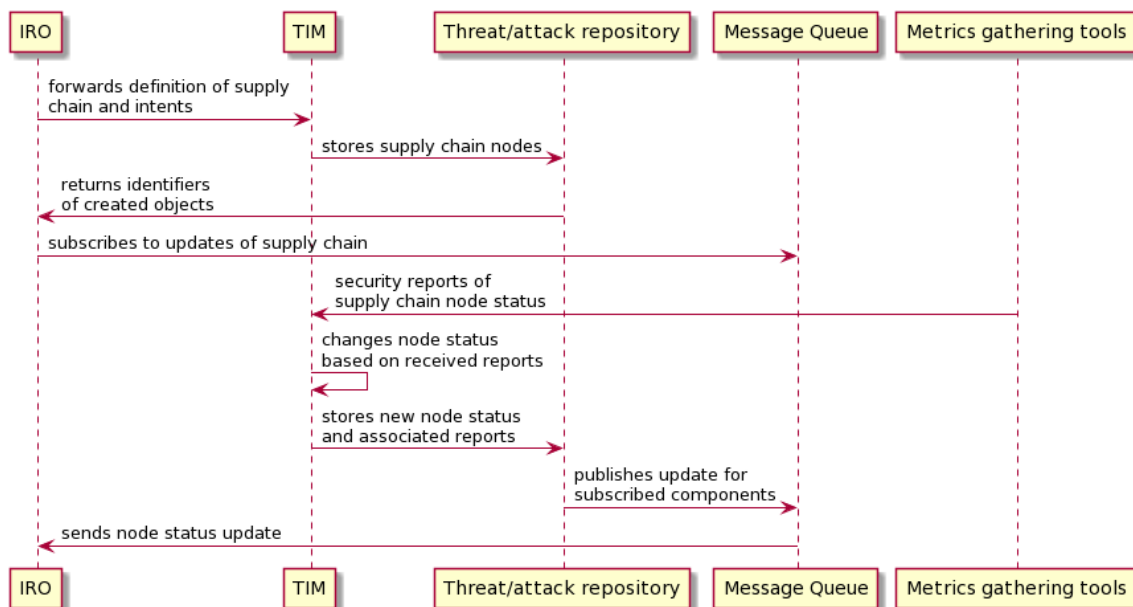 IRO
TIM
Threat/attack repository
Message Queue
Metrics gathering tools
forwards definition of supply
chain and intents
stores supply chain nodes
returns identifiers
of created objects
subscribes to updates of supply chain
security reports of
supply chain node status
changes node status
based on received reports
stores new node status
and associated reports
publishes update for
subscribed components
sends node status update
IRO
TIM
Threat/attack repository
Message Queue
Metrics gathering tools